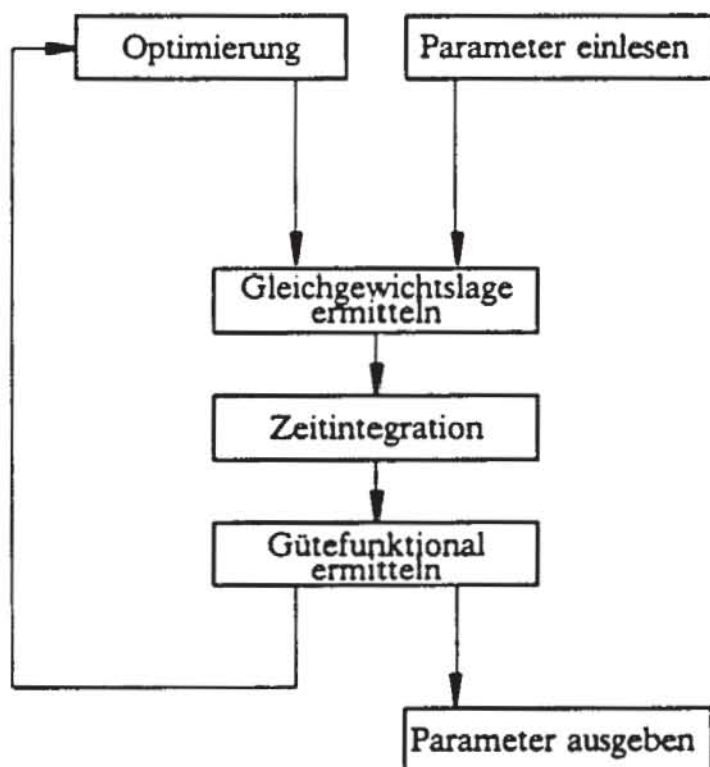 Optimierung
Parameter einlesen
Gleichgewichtslage
ermitteln
Zeitintegration
Gütefunktional
ermitteln
Parameter ausgeben